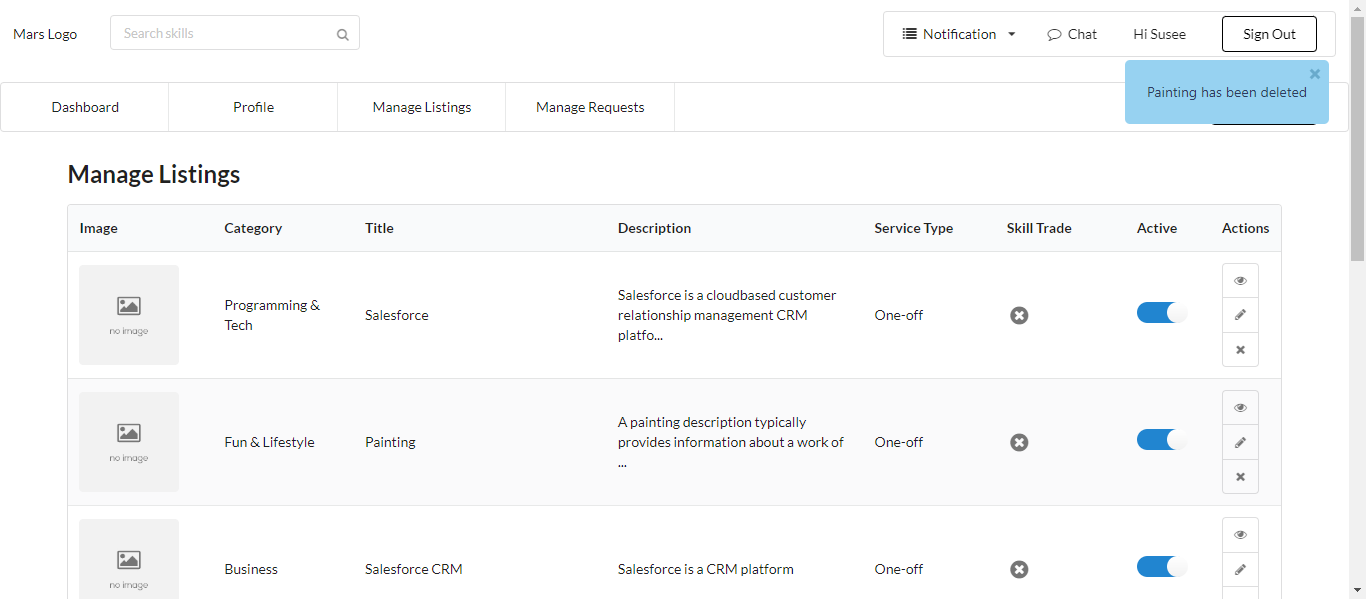 Mars Logo
Search skills
Notification
Chat
Hi Susee
Sign Out
Painting has been deleted
Dashboard
Profile
Manage Listings
Manage Requests
Manage Listings
Image
Category
Title
Description
Service Type
Skill Trade
Active
Actions
no image
Programming &
Tech
Salesforce
Salesforce is a cloudbased customer
relationship management CRM
platfo...
One-off
no image
Fun & Lifestyle
Painting
A painting description typically
provides information about a work of
...
One-off
no image
Business
Salesforce CRM
Salesforce is a CRM platform
One-off